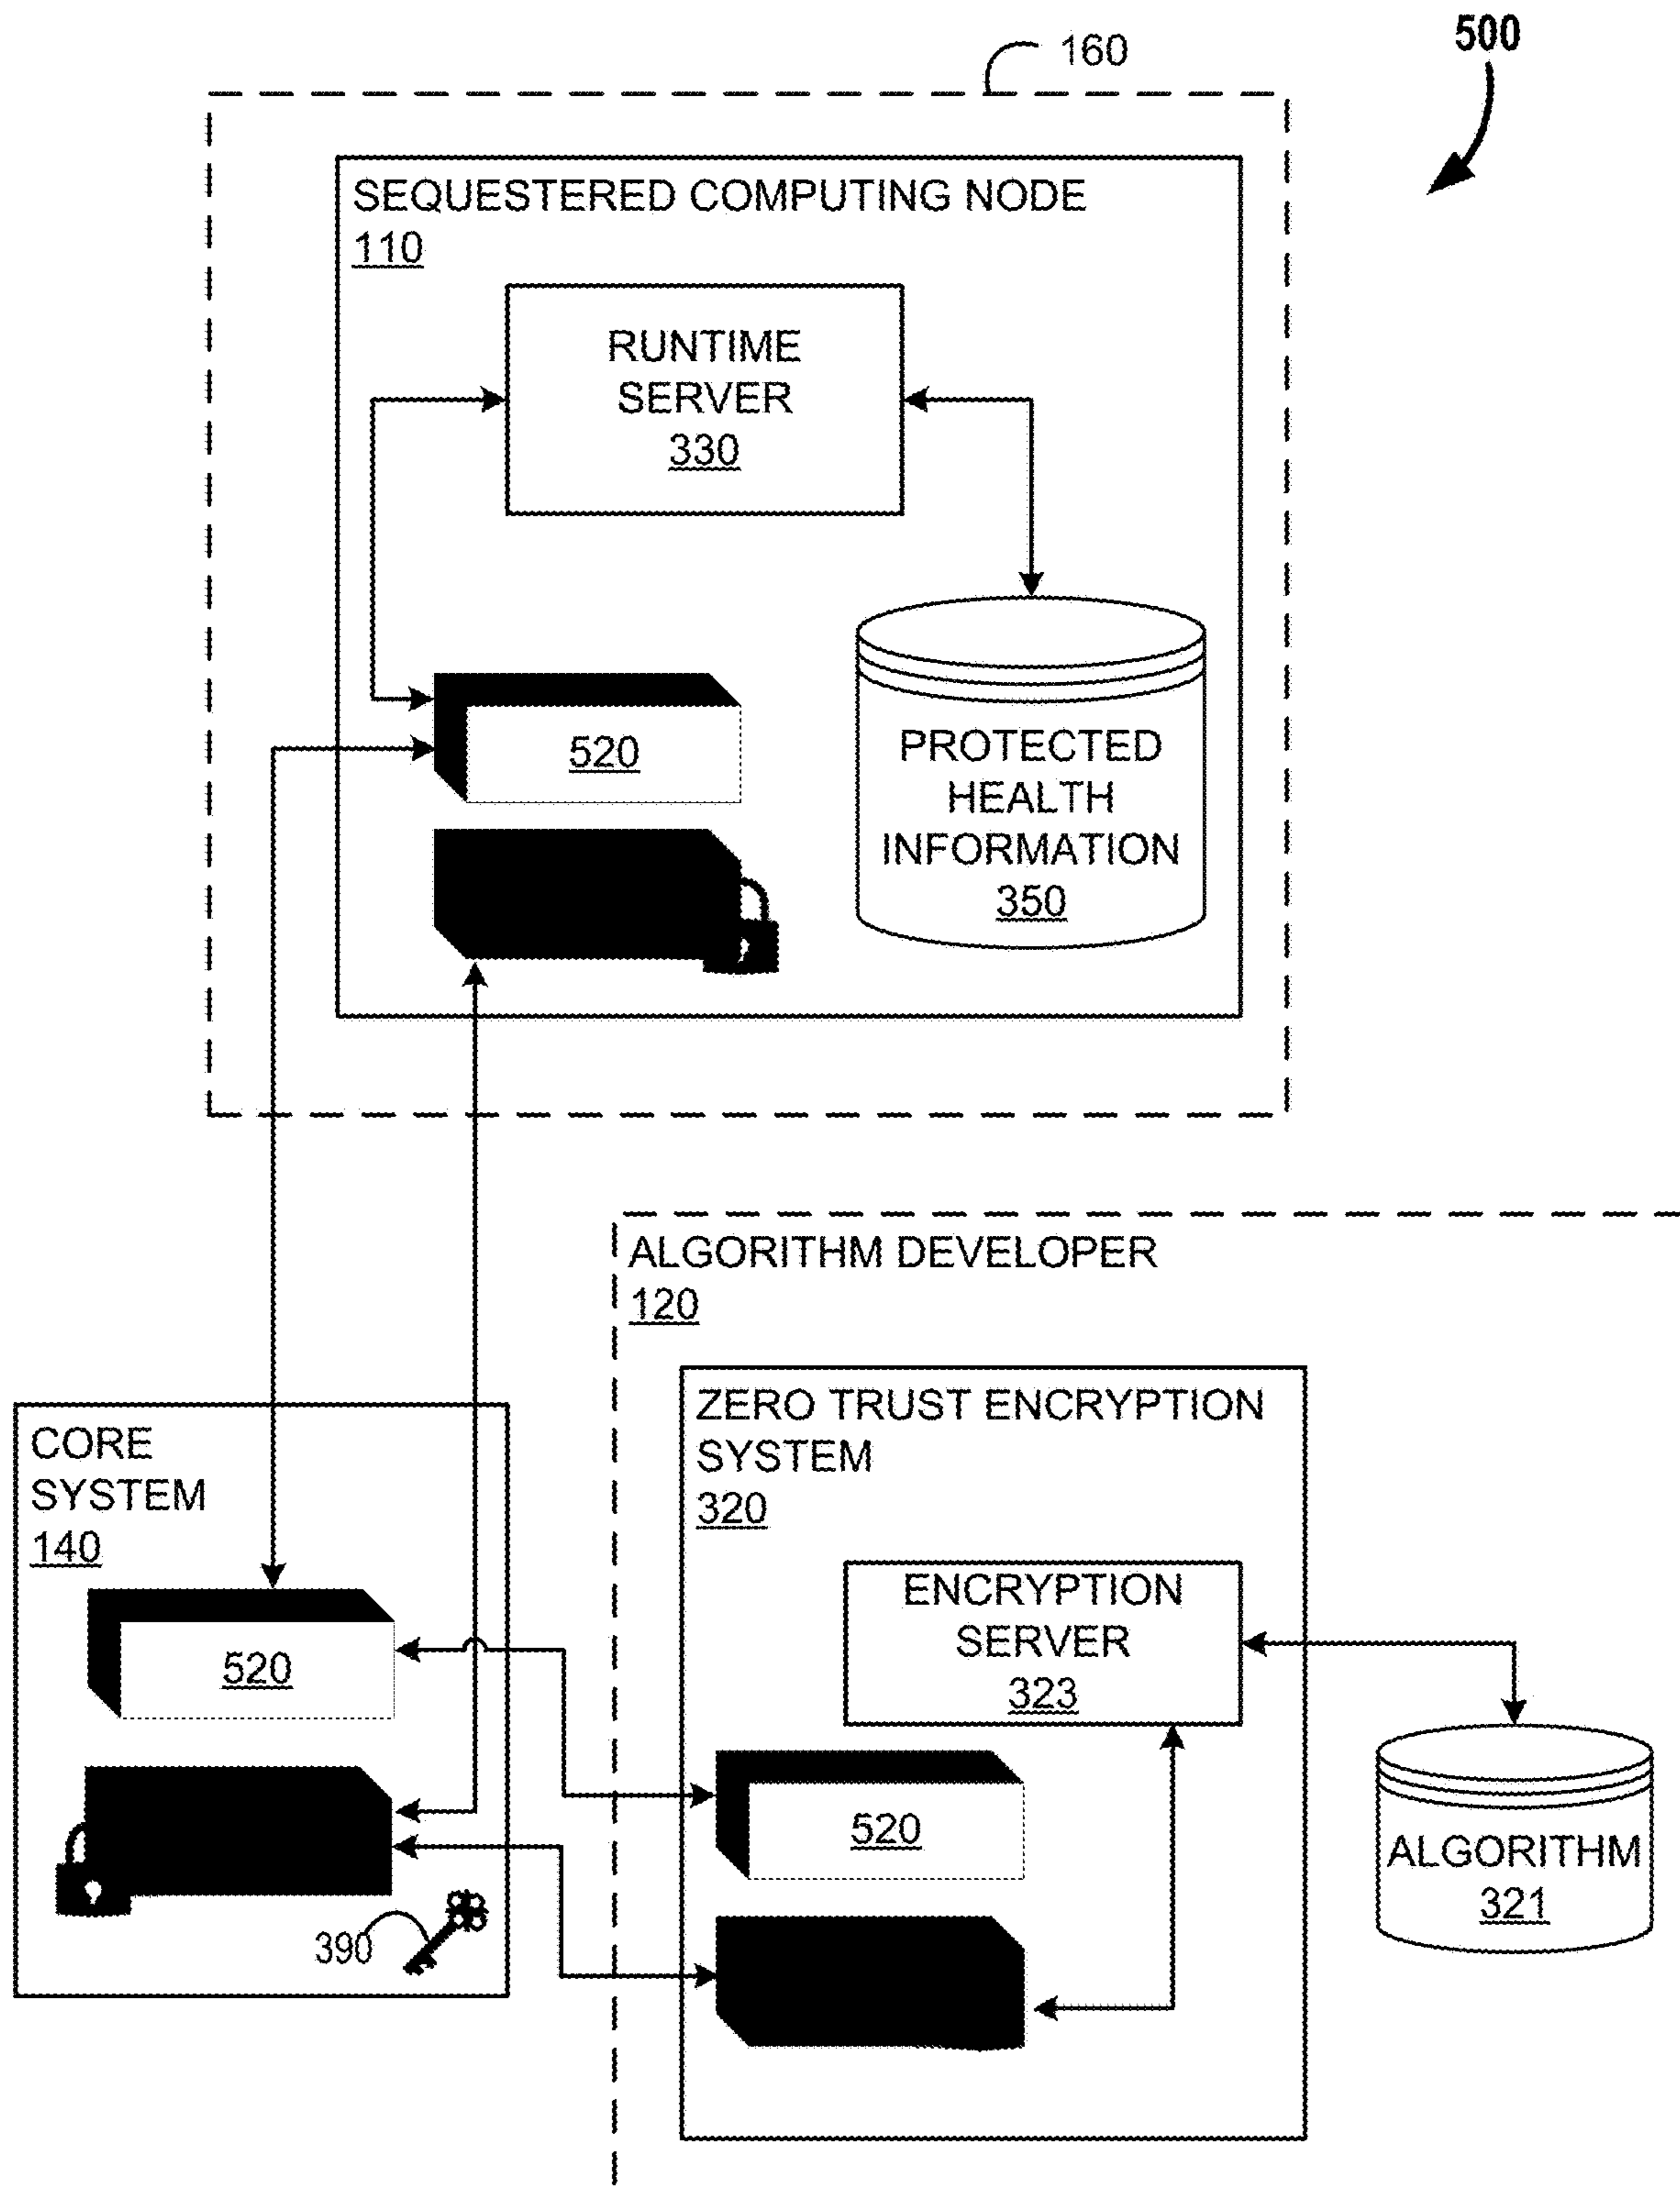 500
160
SEQUESTERED COMPUTING NODE
110
RUNTIME
SERVER
330
520
PROTECTED
HEALTH
INFORMATION
350
ALGORITHM DEVELOPER
120
ZERO TRUST ENCRYPTION
SYSTEM
320
CORE
SYSTEM
140
520
390
ENCRYPTION
SERVER
323
520
ALGORITHM
321